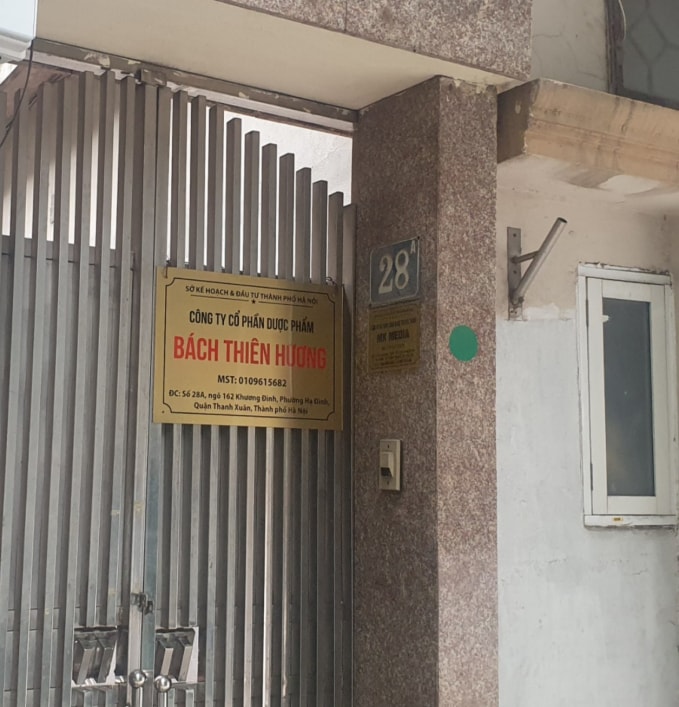 SỞ KẾ HOẠCH & ĐẦU TƯ THÀNH PHỐ HÀ NỘI
CÔNG TY CỔ PHẦN DƯỢC PHẨM
BÁCH THIÊN HƯƠNG
MST: 0109615682
ĐC: Số 28A, ngõ 162 Khương Đình, Phường Hạ Đình,
Quận Thanh Xuân, Thành phố Hà Nội
28A
MEDIA